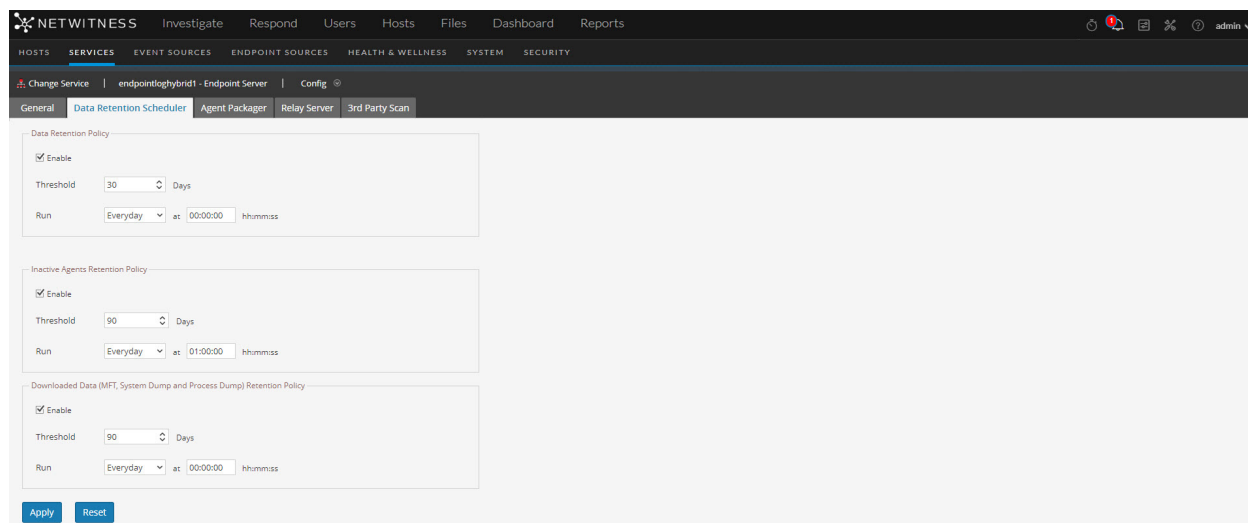 NETWITNESS Investigate Respond Users Hosts Files Dashboard Reports 1 admin
HOSTS SERVICES EVENT SOURCES ENDPOINT SOURCES HEALTH & WELLNESS SYSTEM SECURITY
Change Service | endpointloghybrid1 - Endpoint Server | Config
General Data Retention Scheduler Agent Packager Relay Server 3rd Party Scan
Data Retention Policy
Enable
Threshold 30 Days
Run Everyday at 00:00:00 hh:mm:ss
Inactive Agents Retention Policy
Enable
Threshold 90 Days
Run Everyday at 01:00:00 hh:mm:ss
Downloaded Data (MFT, System Dump and Process Dump) Retention Policy
Enable
Threshold 90 Days
Run Everyday at 00:00:00 hh:mm:ss
Apply Reset